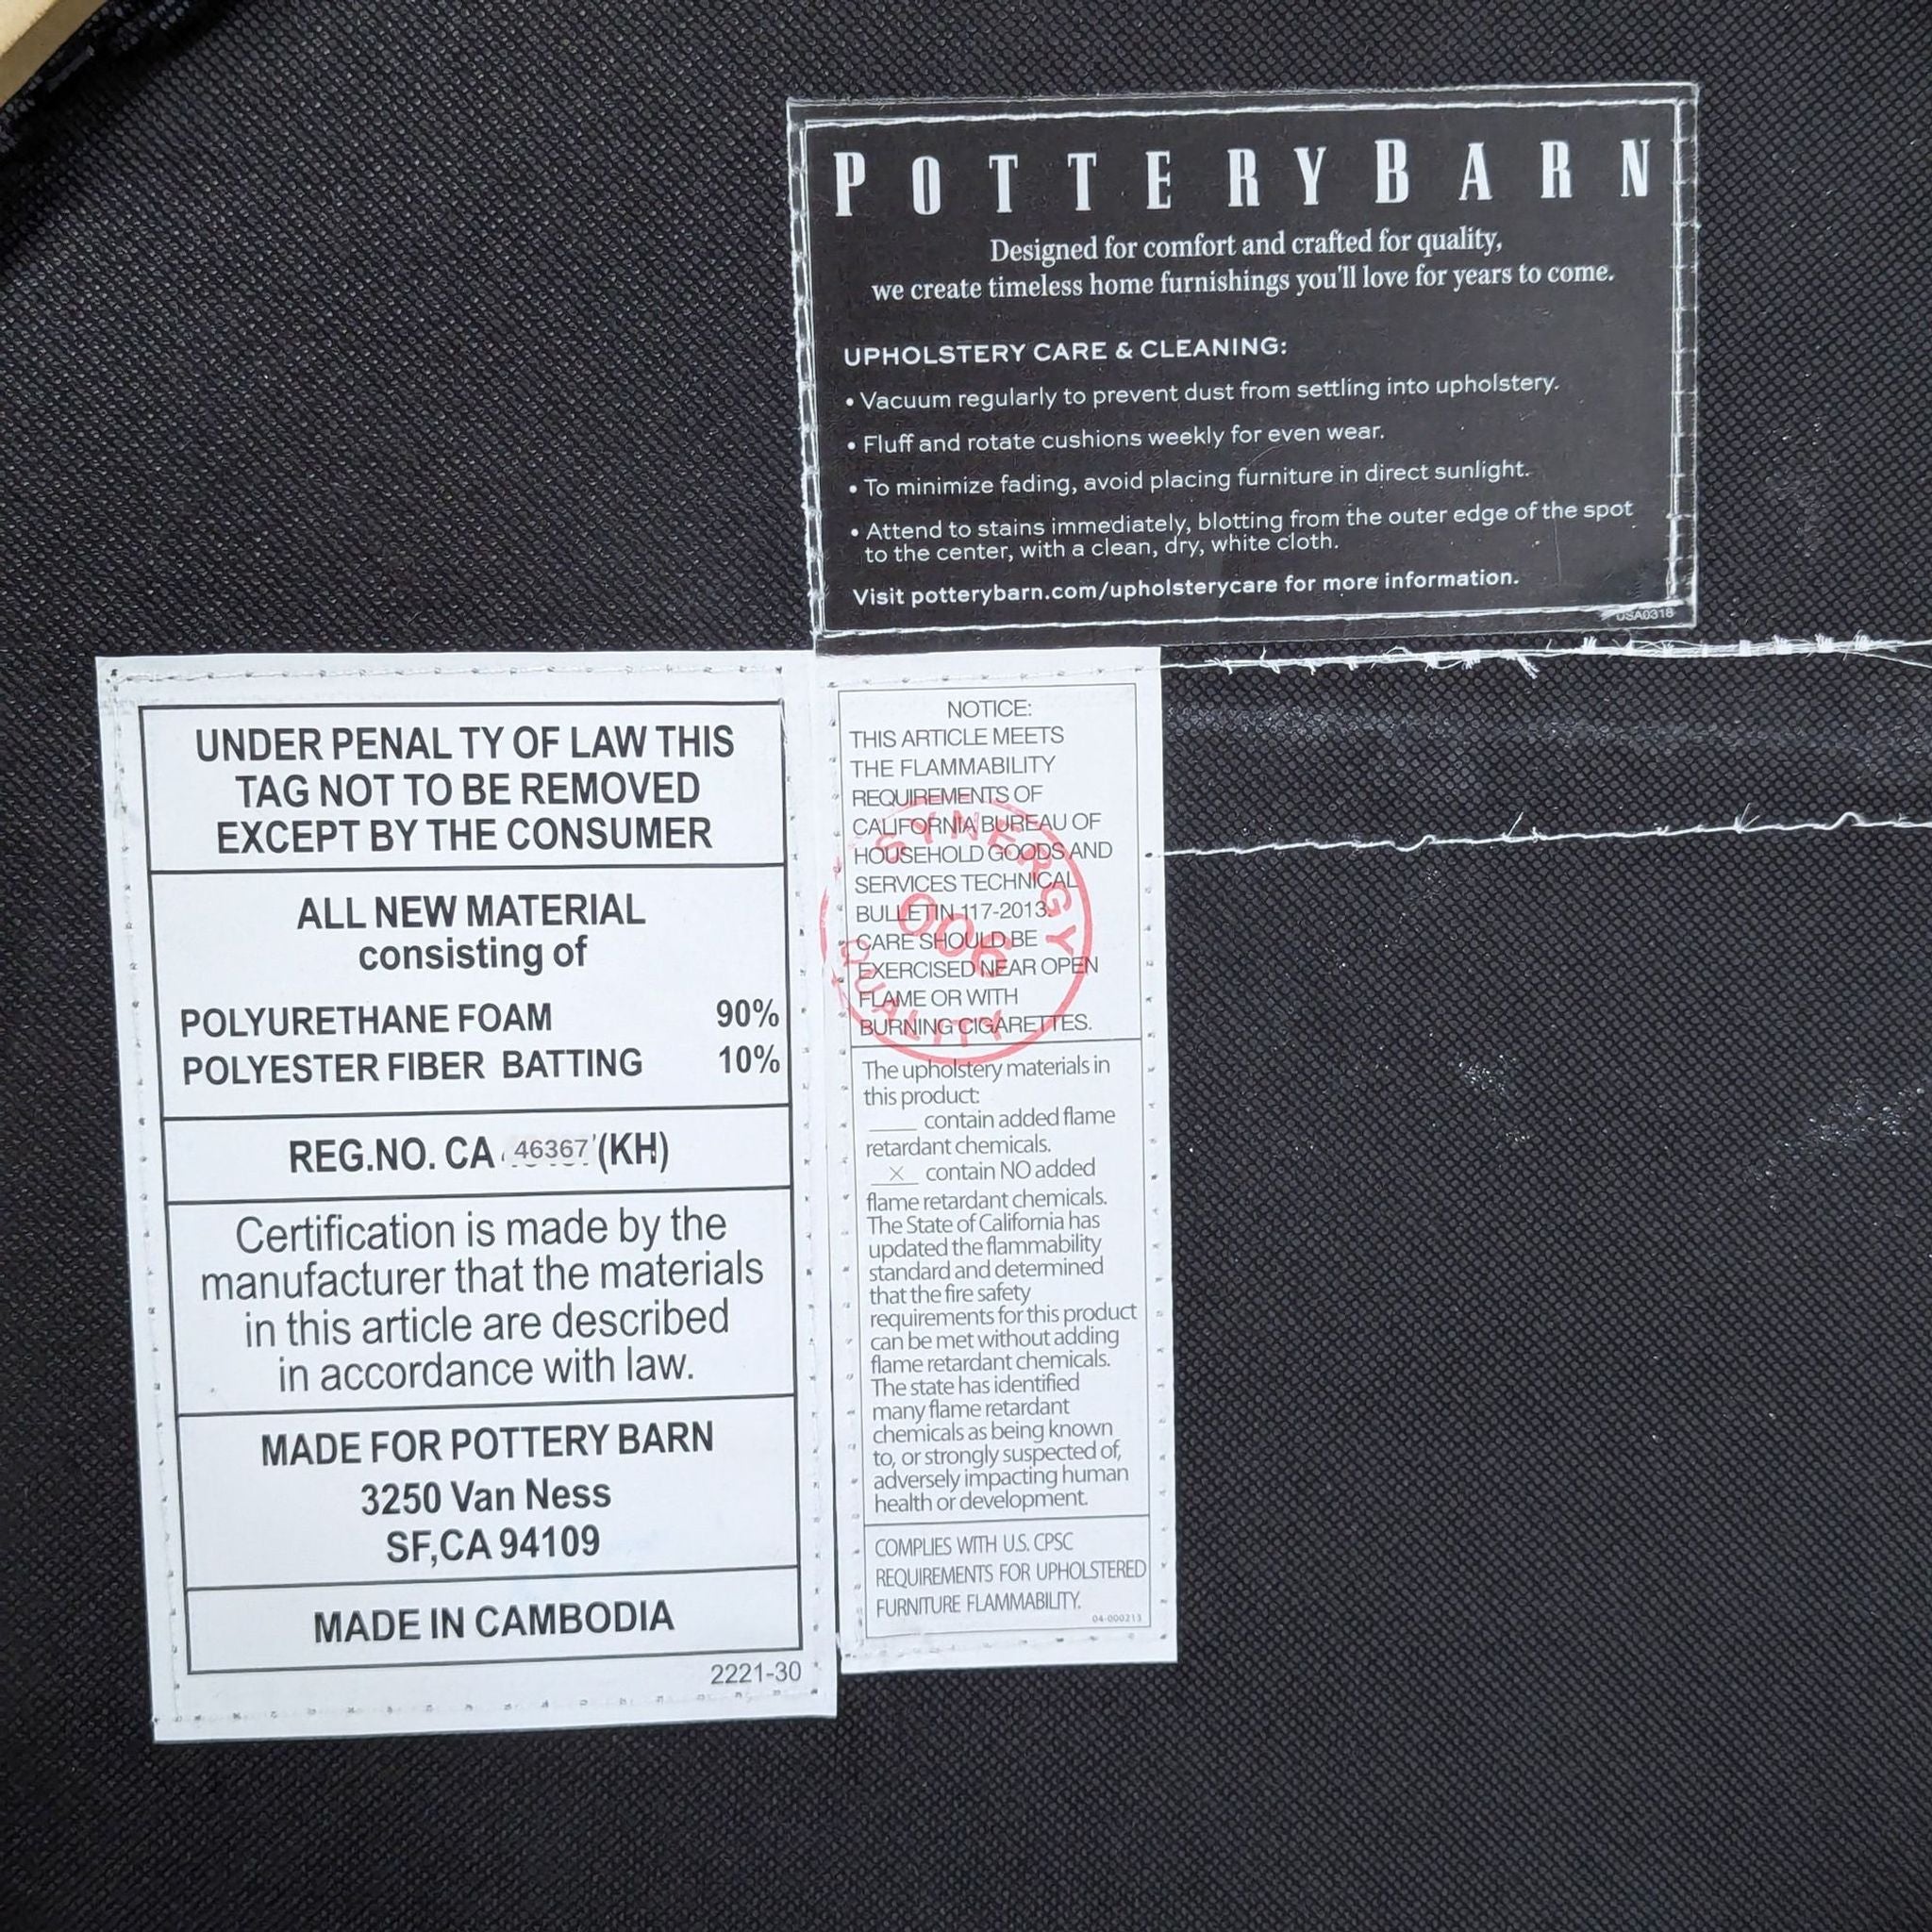 POTTERYBARN
Designed for comfort and crafted for quality,
we create timeless home furnishings you'll love for years to come.
UPHOLSTERY CARE & CLEANING:
• Vacuum regularly to prevent dust from settling into upholstery.
• Fluff and rotate cushions weekly for even wear.
• To minimize fading, avoid placing furniture in direct sunlight.
• Attend to stains immediately, blotting from the outer edge of the spot
to the center, with a clean, dry, white cloth.
Visit potterybarn.com/upholsterycare for more information.
USA0318
UNDER PENAL TY OF LAW THIS
TAG NOT TO BE REMOVED
EXCEPT BY THE CONSUMER
ALL NEW MATERIAL
consisting of
POLYURETHANE FOAM 90%
POLYESTER FIBER BATTING 10%
REG.NO. CA 46367 (KH)
Certification is made by the
manufacturer that the materials
in this article are described
in accordance with law.
MADE FOR POTTERY BARN
3250 Van Ness
SF,CA 94109
MADE IN CAMBODIA
2221-30
NOTICE:
THIS ARTICLE MEETS
THE FLAMMABILITY
REQUIREMENTS OF
CALIFORNIA BUREAU OF
HOUSEHOLD GOODS AND
SERVICES TECHNICAL
BULLETIN 117-2013.
CARE SHOULD BE
EXERCISED NEAR OPEN
FLAME OR WITH
BURNING CIGARETTES.
SYNERGY
006
QUALITY
The upholstery materials in
this product:
____ contain added flame
retardant chemicals.
X contain NO added
flame retardant chemicals.
The State of California has
updated the flammability
standard and determined
that the fire safety
requirements for this product
can be met without adding
flame retardant chemicals.
The state has identified
many flame retardant
chemicals as being known
to, or strongly suspected of,
adversely impacting human
health or development.
COMPLIES WITH U.S. CPSC
REQUIREMENTS FOR UPHOLSTERED
FURNITURE FLAMMABILITY.
04-000213